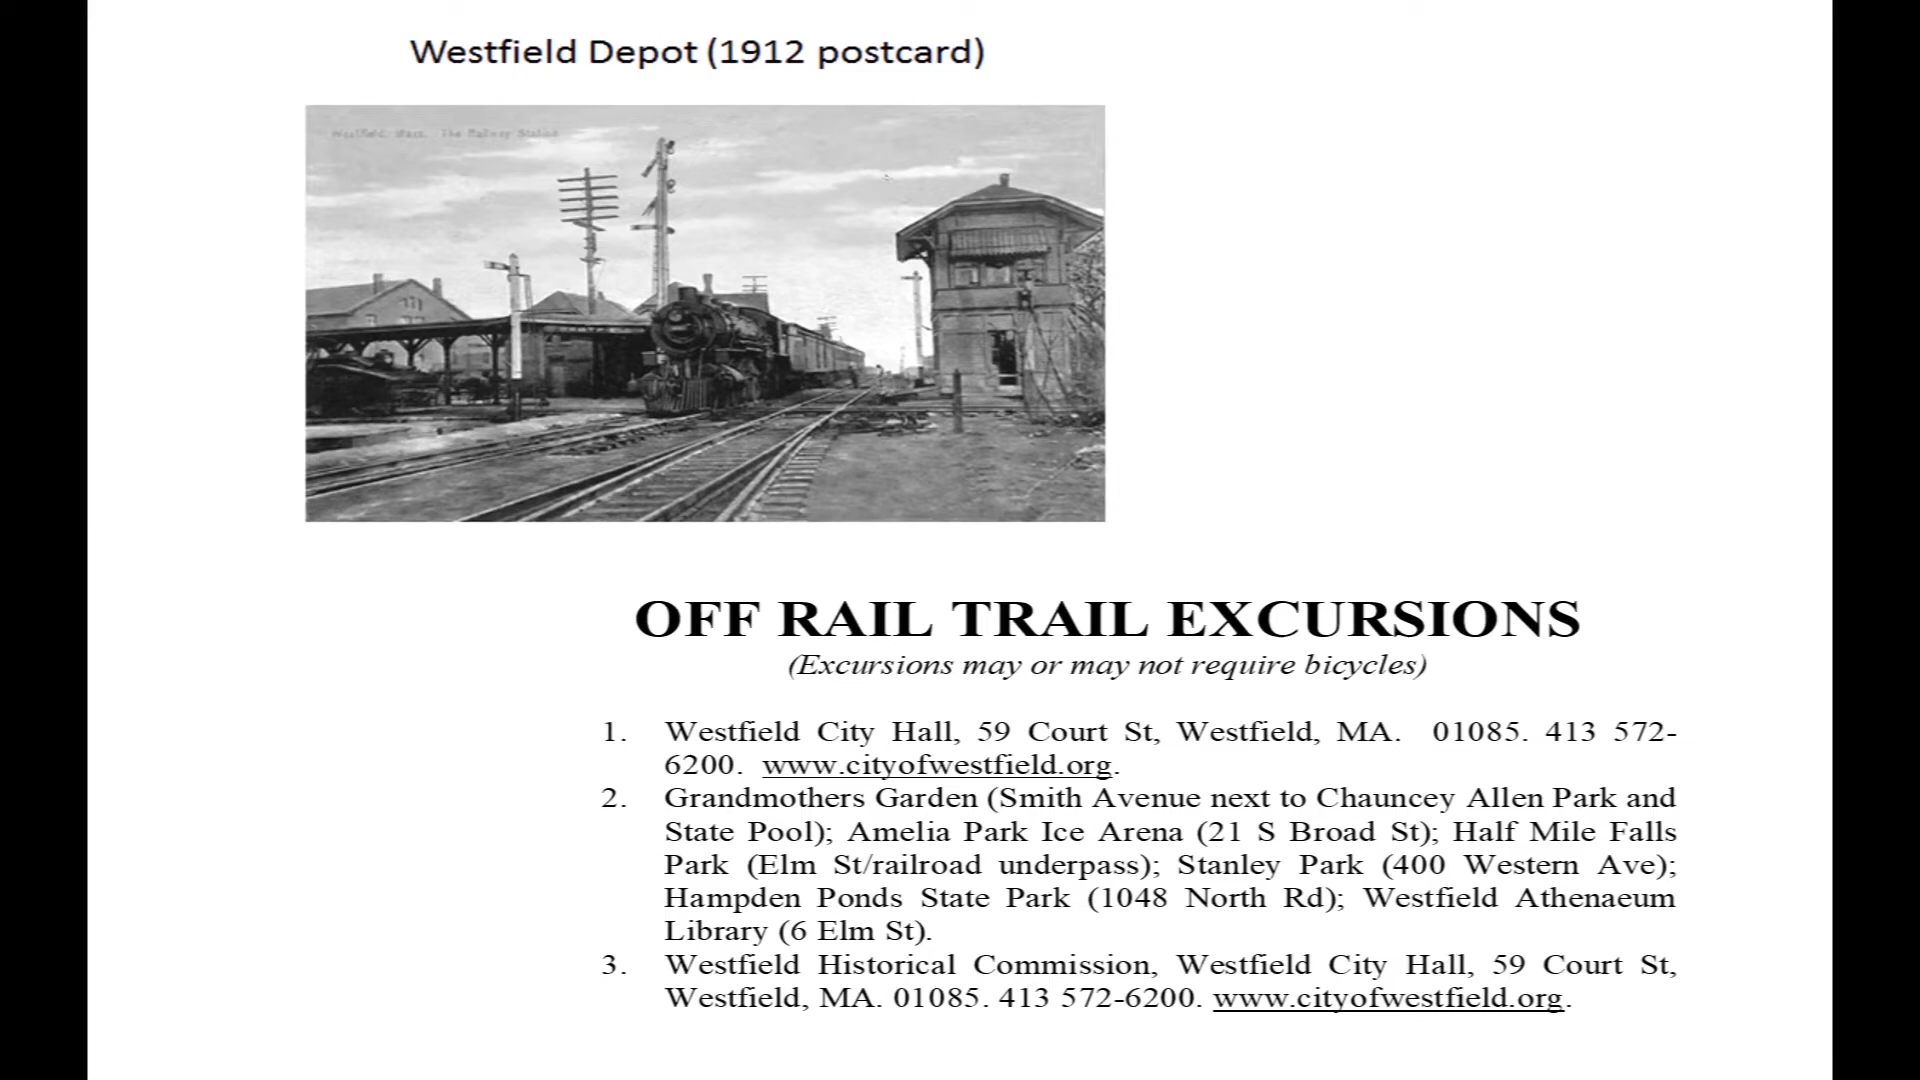 Westfield Depot (1912 postcard)
Westfield, Mass. The Railway Station
OFF RAIL TRAIL EXCURSIONS
(Excursions may or may not require bicycles)
1. Westfield City Hall, 59 Court St, Westfield, MA. 01085. 413 572-
6200. www.cityofwestfield.org.
2. Grandmothers Garden (Smith Avenue next to Chauncey Allen Park and
State Pool); Amelia Park Ice Arena (21 S Broad St); Half Mile Falls
Park (Elm St/railroad underpass); Stanley Park (400 Western Ave);
Hampden Ponds State Park (1048 North Rd); Westfield Athenaeum
Library (6 Elm St).
3. Westfield Historical Commission, Westfield City Hall, 59 Court St,
Westfield, MA. 01085. 413 572-6200. www.cityofwestfield.org.